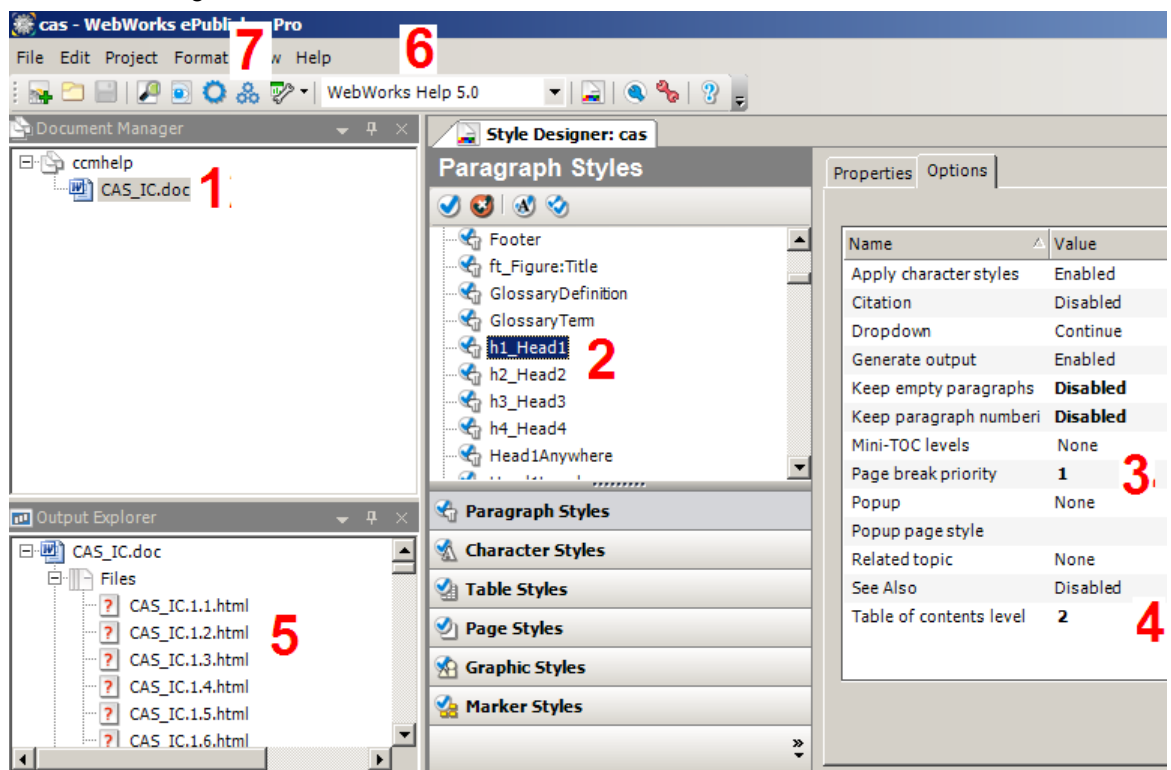 cas - WebWorks ePublisher Pro
7
6
File Edit Project Format w Help
WebWorks Help 5.0
Document Manager
ccmhelp
CAS_IC.doc
1.
Style Designer: cas
Paragraph Styles
Footer
ft_Figure:Title
GlossaryDefinition
GlossaryTerm
h1_Head1
2
h2_Head2
h3_Head3
h4_Head4
Head1Anywhere
Paragraph Styles
Character Styles
Table Styles
Page Styles
Graphic Styles
Marker Styles
Properties Options
Name Value
Apply character styles Enabled
Citation Disabled
Dropdown Continue
Generate output Enabled
Keep empty paragraphs Disabled
Keep paragraph numberi Disabled
Mini-TOC levels None
Page break priority 1
3.
Popup None
Popup page style
Related topic None
See Also Disabled
Table of contents level 2
4
Output Explorer
CAS_IC.doc
Files
CAS_IC.1.1.html
CAS_IC.1.2.html
CAS_IC.1.3.html
5
CAS_IC.1.4.html
CAS_IC.1.5.html
CAS_IC.1.6.html